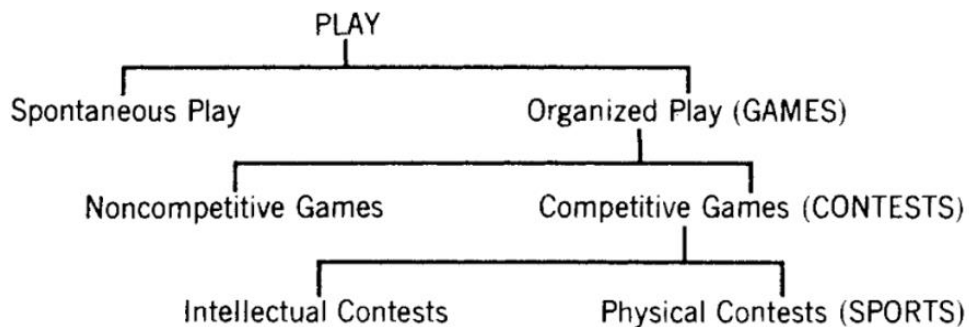 PLAY
Spontaneous Play Organized Play (GAMES)
Noncompetitive Games Competitive Games (CONTESTS)
Intellectual Contests Physical Contests (SPORTS)